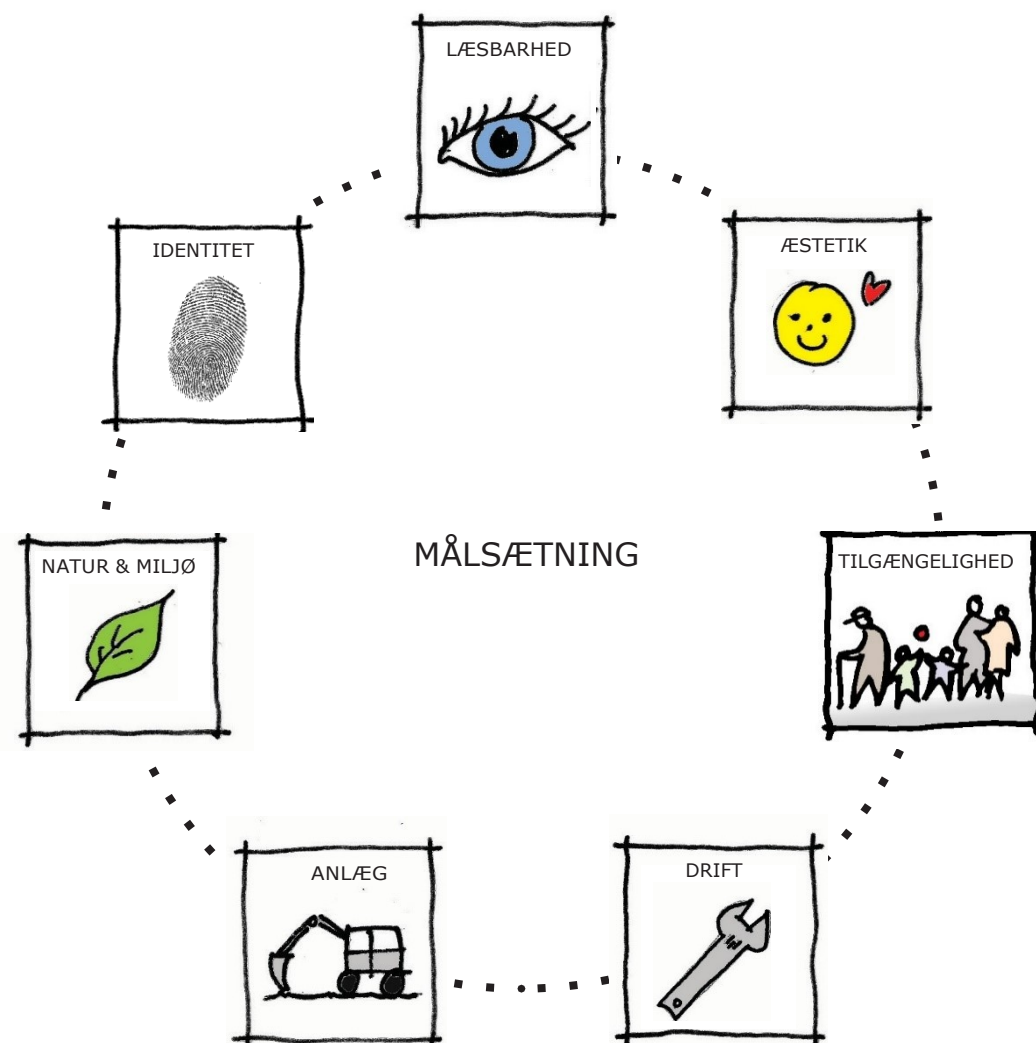 LÆSBARHED
IDENTITET
ÆSTETIK
NATUR & MILJØ
MÅLSÆTNING
TILGÆNGELIGHED
ANLÆG
DRIFT